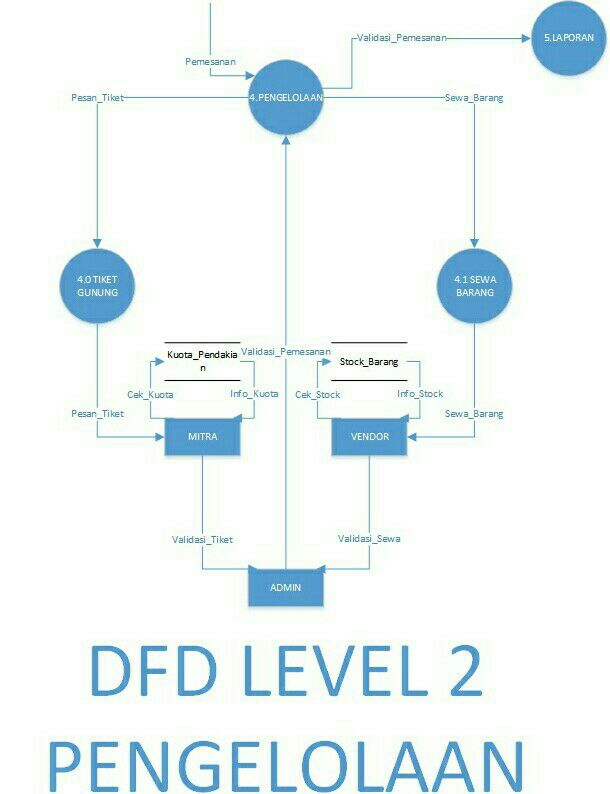 Validasi_Pemesanan
5.LAPORAN
Pemesanan
Pesan_Tiket
4.PENGELOLAAN
Sewa_Barang
4.0 TIKET
GUNUNG
4.1 SEWA
BARANG
Kuota_Pendakia
n
Validasi_Pemesanan
Stock_Barang
Cek_Kuota
Info_Kuota
Cek_Stock
Info_Stock
Pesan_Tiket
Sewa_Barang
MITRA
VENDOR
Validasi_Tiket
Validasi_Sewa
ADMIN
DFD LEVEL 2
PENGELOLAAN